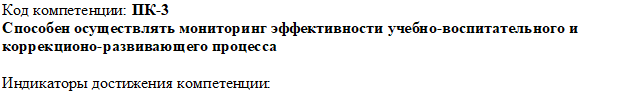 Код компетенции: ПК-3
Способен осуществлять мониторинг эффективности учебно-воспитательного и
коррекционо-развивающего процесса
Индикаторы достижения компетенции: